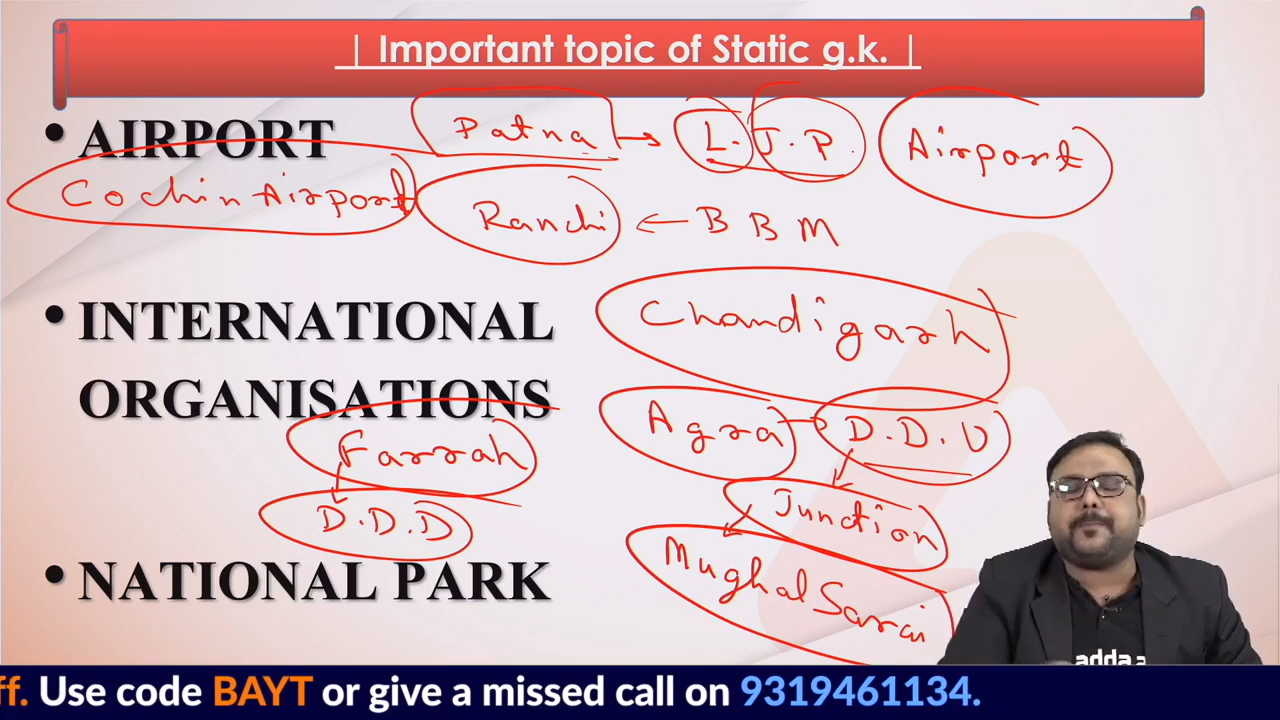 | Important topic of Static g.k. |
• AIRPORT
Patna → L. J.P. Airport
Cochin Airport
Ranchi ← B B M
• INTERNATIONAL
ORGANISATIONS
Chandigarh
Agra → D.D.U
Farrah
Junction
D.D.D
Mughal Sarai
• NATIONAL PARK
adda
ff. Use code BAYT or give a missed call on 9319461134.